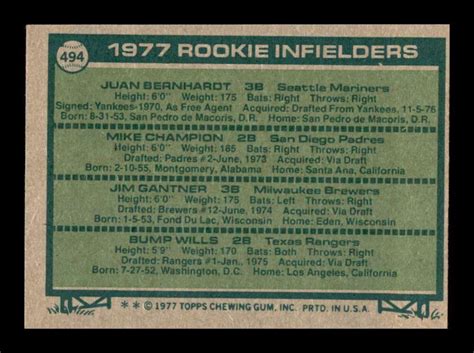 494
1977 ROOKIE INFIELDERS
JUAN BERNHARDT 3B Seattle Mariners
Height: 6'0" Weight: 175 Bats: Right Throws: Right
Signed: Yankees-1970, As Free Agent Acquired: Drafted From Yankees, 11-5-76
Born: 8-31-53, San Pedro de Macoris, D.R. Home: San Pedro de Macoris, D.R.
MIKE CHAMPION 2B San Diego Padres
Height: 6'0" Weight: 185 Bats: Right Throws: Right
Drafted: Padres #2-June, 1973 Acquired: Via Draft
Born: 2-10-55, Montgomery, Alabama Home: Santa Ana, California
JIM GANTNER 3B Milwaukee Brewers
Height: 6'0" Weight: 175 Bats: Left Throws: Right
Drafted: Brewers #12-June, 1974 Acquired: Via Draft
Born: 1-5-53, Fond Du Lac, Wisconsin Home: Eden, Wisconsin
BUMP WILLS 2B Texas Rangers
Height: 5'9" Weight: 170 Bats: Both Throws: Right
Drafted: Rangers #1-Jan., 1975 Acquired: Via Draft
Born: 7-27-52, Washington, D.C. Home: Los Angeles, California
** © 1977 TOPPS CHEWING GUM, INC. PRTD. IN U.S.A.